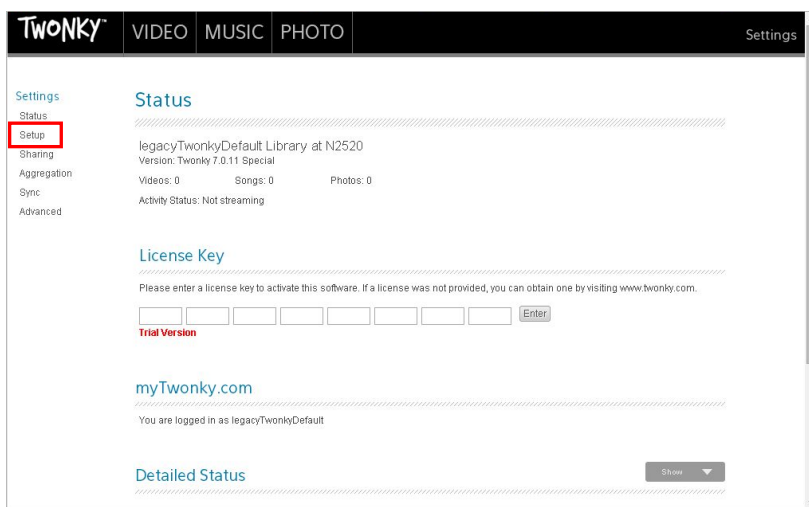 TWONKY™ VIDEO MUSIC PHOTO Settings
Settings
Status
Setup
Sharing
Aggregation
Sync
Advanced
Status
legacyTwonkyDefault Library at N2520
Version: Twonky 7.0.11 Special
Videos: 0 Songs: 0 Photos: 0
Activity Status: Not streaming
License Key
Please enter a license key to activate this software. If a license was not provided, you can obtain one by visiting www.twonky.com.
Enter
Trial Version
myTwonky.com
You are logged in as legacyTwonkyDefault
Detailed Status Show